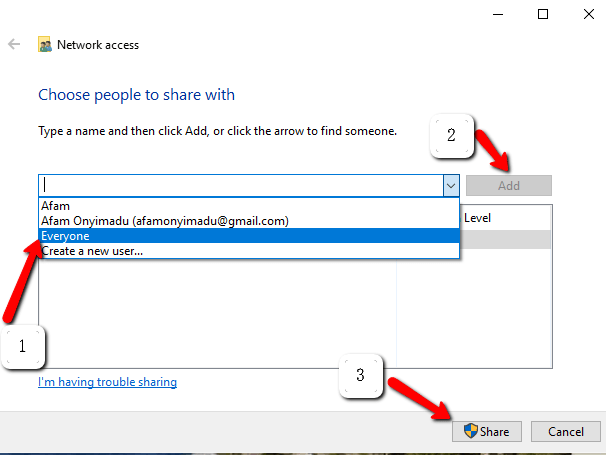 Network access
Choose people to share with
Type a name and then click Add, or click the arrow to find someone.
2
Add
Afam
Afam Onyimadu (afamonyimadu@gmail.com)
Level
Everyone
Create a new user...
1
3
I'm having trouble sharing
Share
Cancel